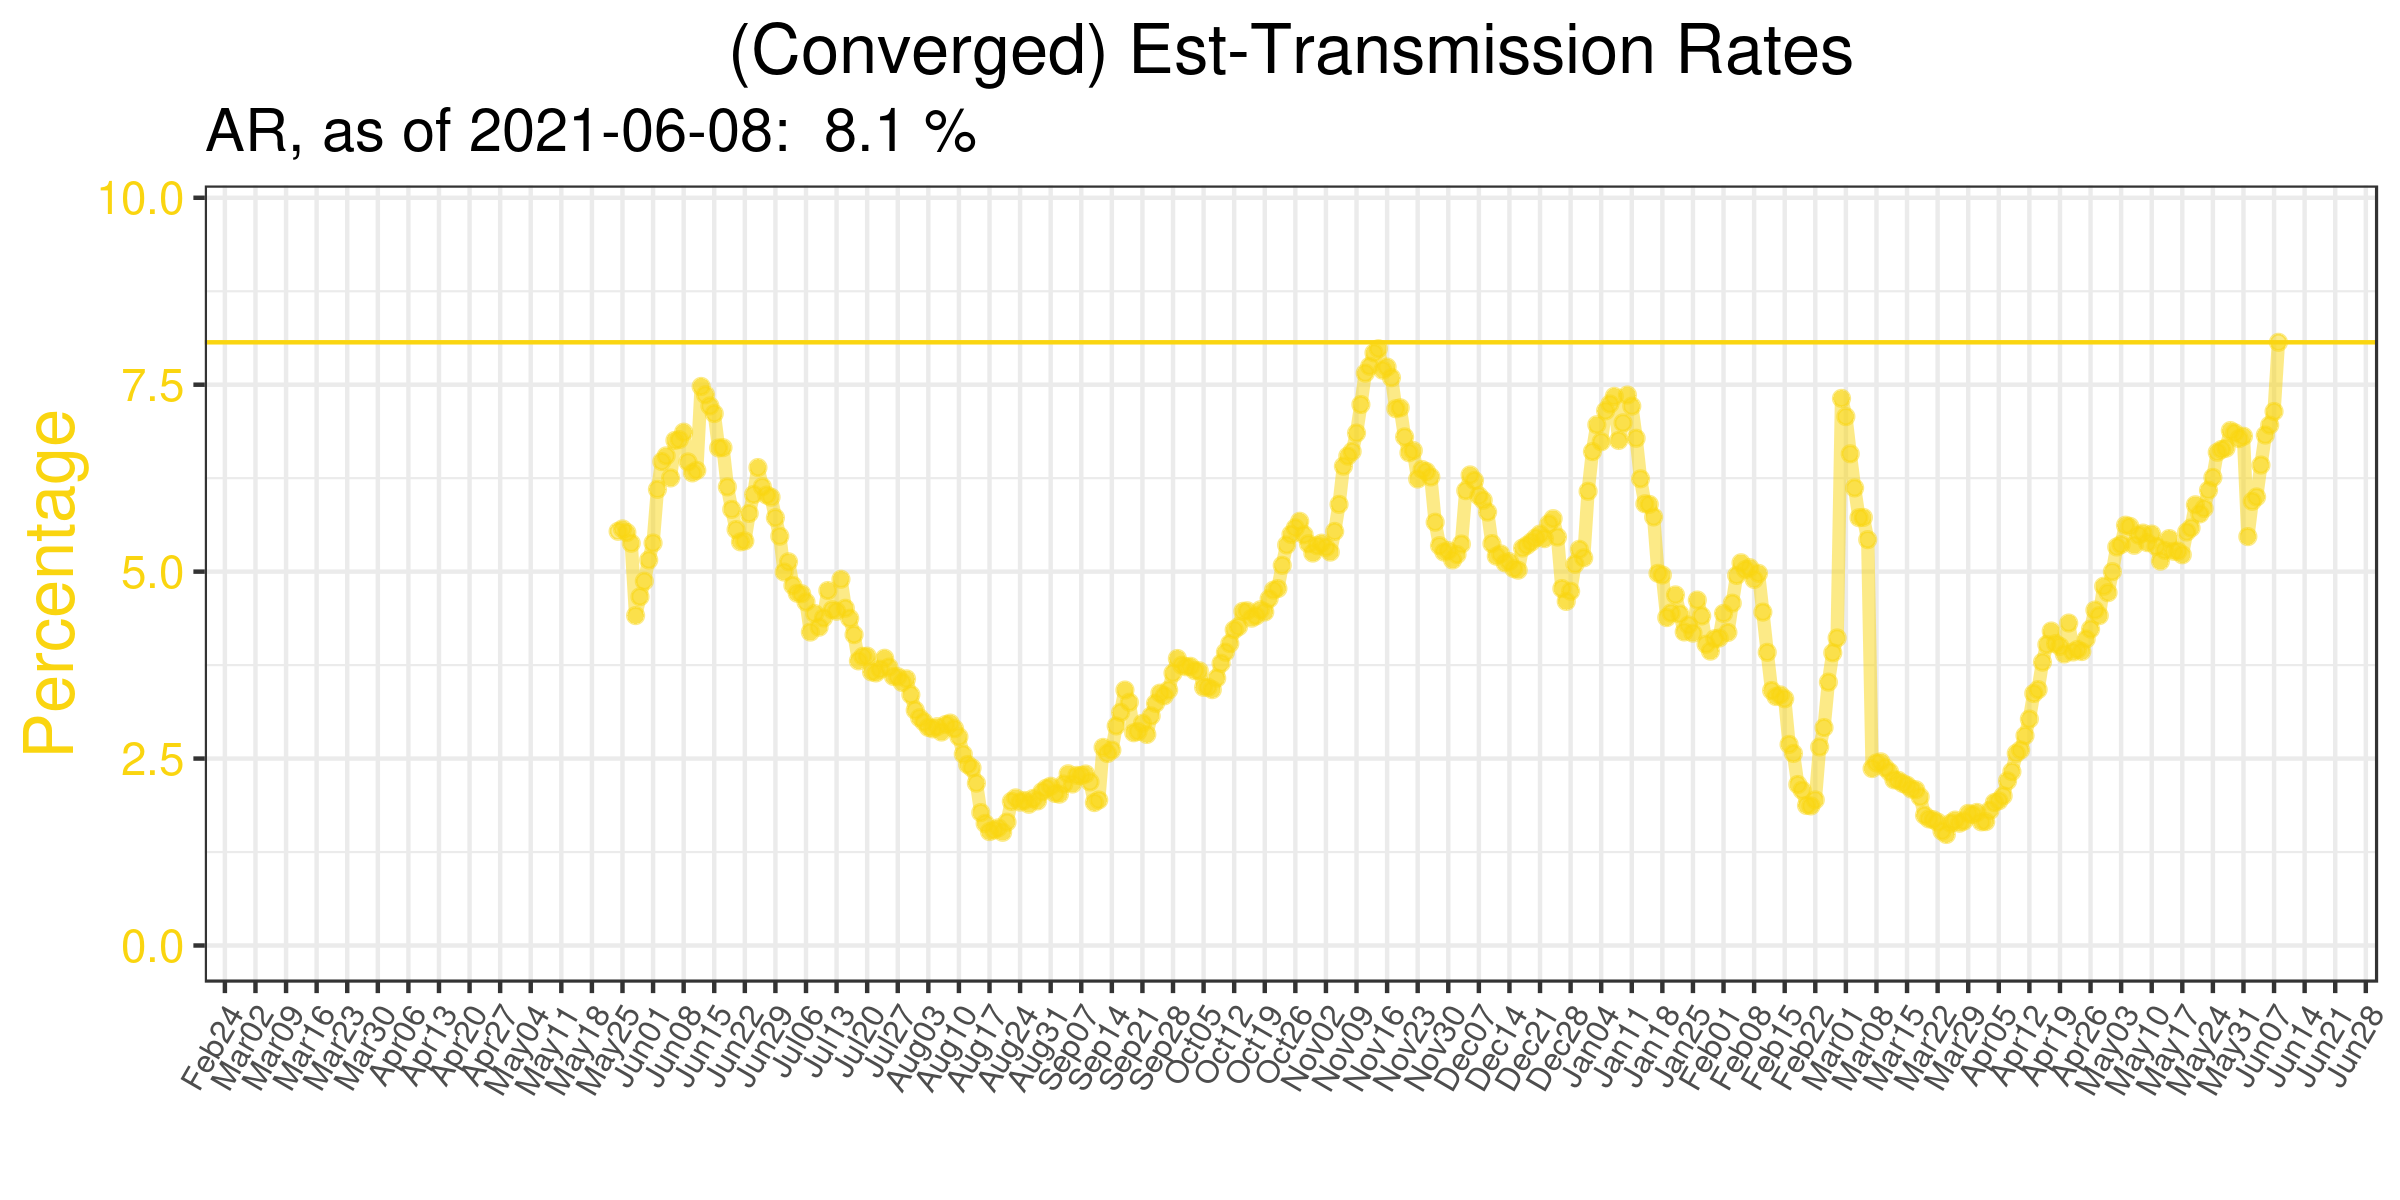 (Converged) Est-Transmission Rates
AR, as of 2021-06-08:  8.1 %
Percentage
10.0
7.5
5.0
2.5
0.0
Feb24
Mar02
Mar09
Mar16
Mar23
Mar30
Apr06
Apr13
Apr20
Apr27
May04
May11
May18
May25
Jun01
Jun08
Jun15
Jun22
Jun29
Jul06
Jul13
Jul20
Jul27
Aug03
Aug10
Aug17
Aug24
Aug31
Sep07
Sep14
Sep21
Sep28
Oct05
Oct12
Oct19
Oct26
Nov02
Nov09
Nov16
Nov23
Nov30
Dec07
Dec14
Dec21
Dec28
Jan04
Jan11
Jan18
Jan25
Feb01
Feb08
Feb15
Feb22
Mar01
Mar08
Mar15
Mar22
Mar29
Apr05
Apr12
Apr19
Apr26
May03
May10
May17
May24
May31
Jun07
Jun14
Jun21
Jun28